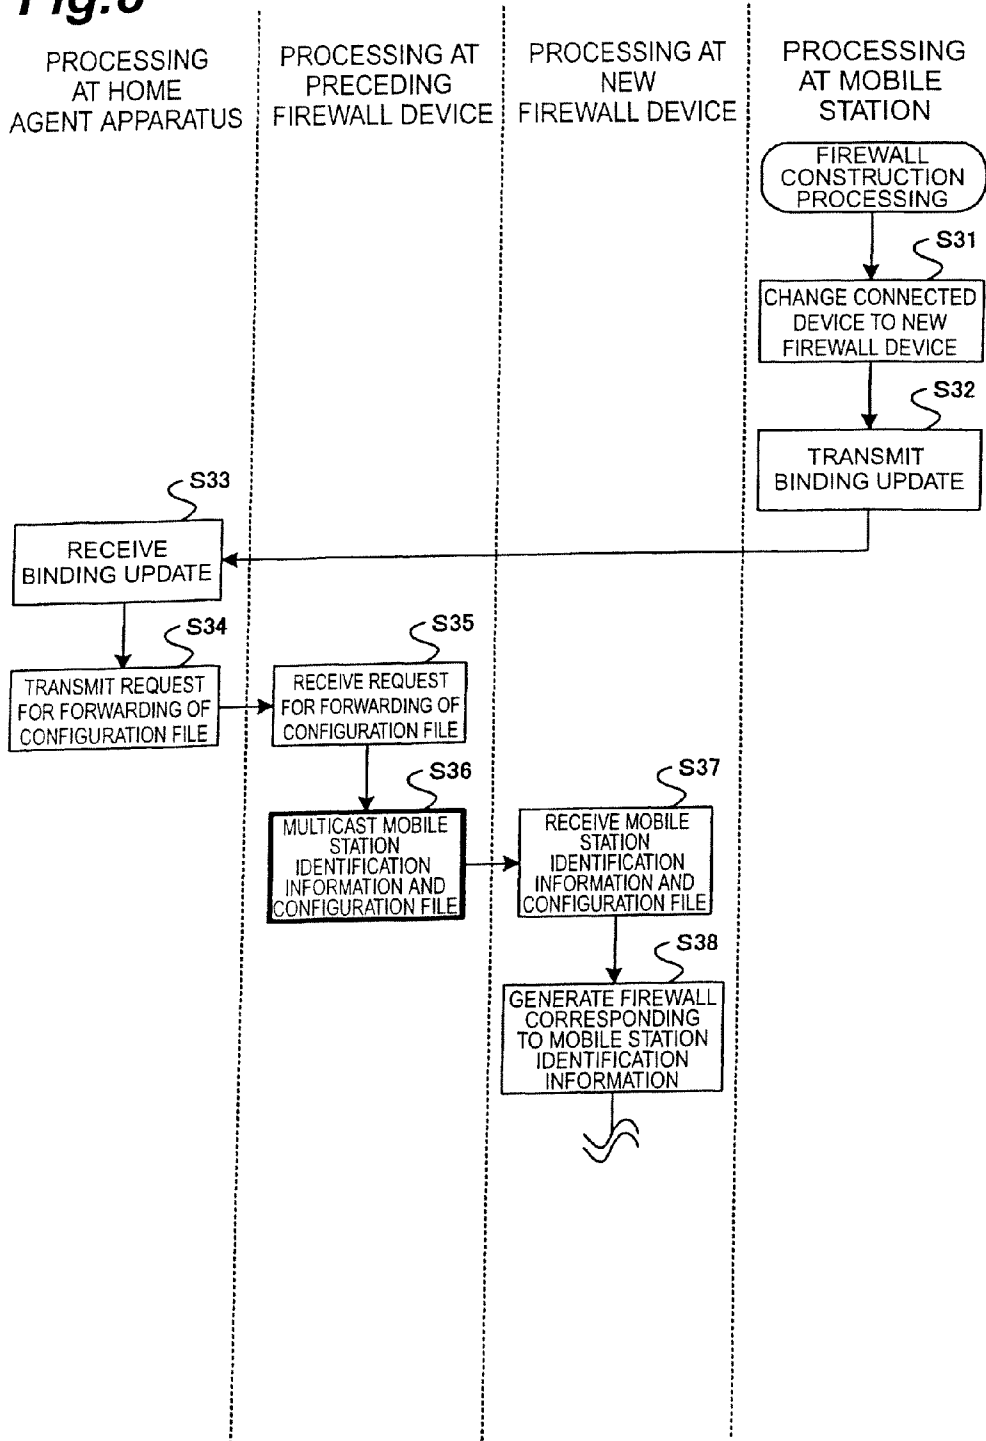 PROCESSING
AT HOME
AGENT APPARATUS
PROCESSING AT
PRECEDING
FIREWALL DEVICE
PROCESSING AT
NEW
FIREWALL DEVICE
PROCESSING
AT MOBILE
STATION
FIREWALL
CONSTRUCTION
PROCESSING
S31
CHANGE CONNECTED
DEVICE TO NEW
FIREWALL DEVICE
S32
TRANSMIT
BINDING UPDATE
S33
RECEIVE
BINDING UPDATE
S34
TRANSMIT REQUEST
FOR FORWARDING OF
CONFIGURATION FILE
S35
RECEIVE REQUEST
FOR FORWARDING OF
CONFIGURATION FILE
S36
MULTICAST MOBILE
STATION
IDENTIFICATION
INFORMATION AND
CONFIGURATION FILE
S37
RECEIVE MOBILE
STATION
IDENTIFICATION
INFORMATION AND
CONFIGURATION FILE
S38
GENERATE FIREWALL
CORRESPONDING
TO MOBILE STATION
IDENTIFICATION
INFORMATION